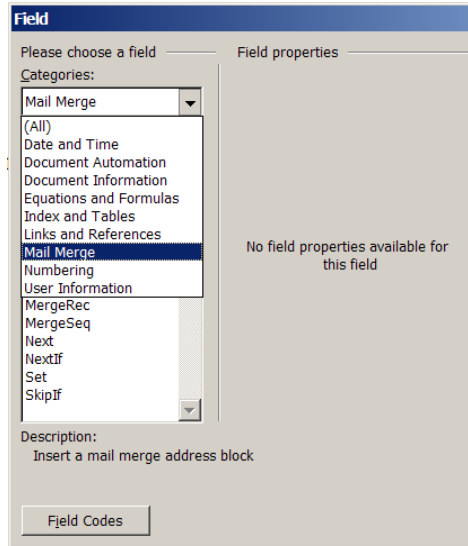 Field
Please choose a field
Field properties
Categories:
Mail Merge
(All)
Date and Time
Document Automation
Document Information
Equations and Formulas
Index and Tables
Links and References
Mail Merge
Numbering
User Information
MergeRec
MergeSeq
Next
NextIf
Set
SkipIf
No field properties available for
this field
Description:
Insert a mail merge address block
Field Codes